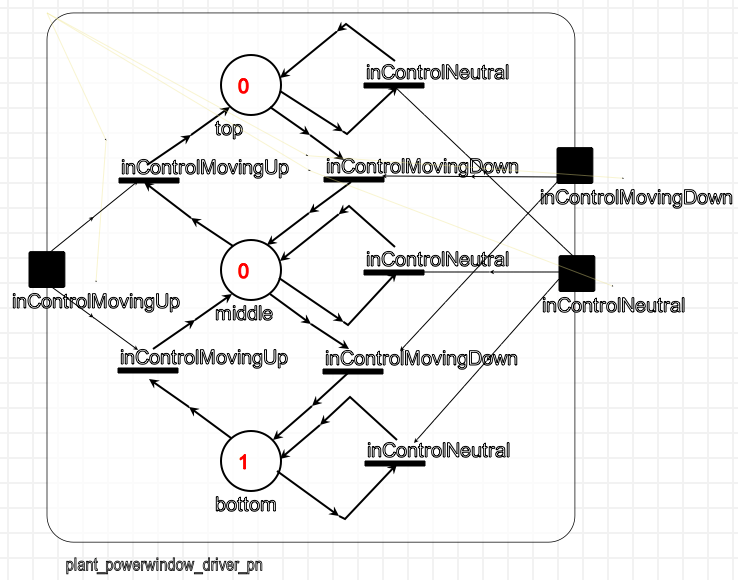 inControlNeutral
0
top
inControlMovingUp
inControlMovingDown
inControlMovingDown
inControlNeutral
0
inControlMovingUp
inControlNeutral
middle
inControlMovingUp
inControlMovingDown
inControlNeutral
1
bottom
plant_powerwindow_driver_pn